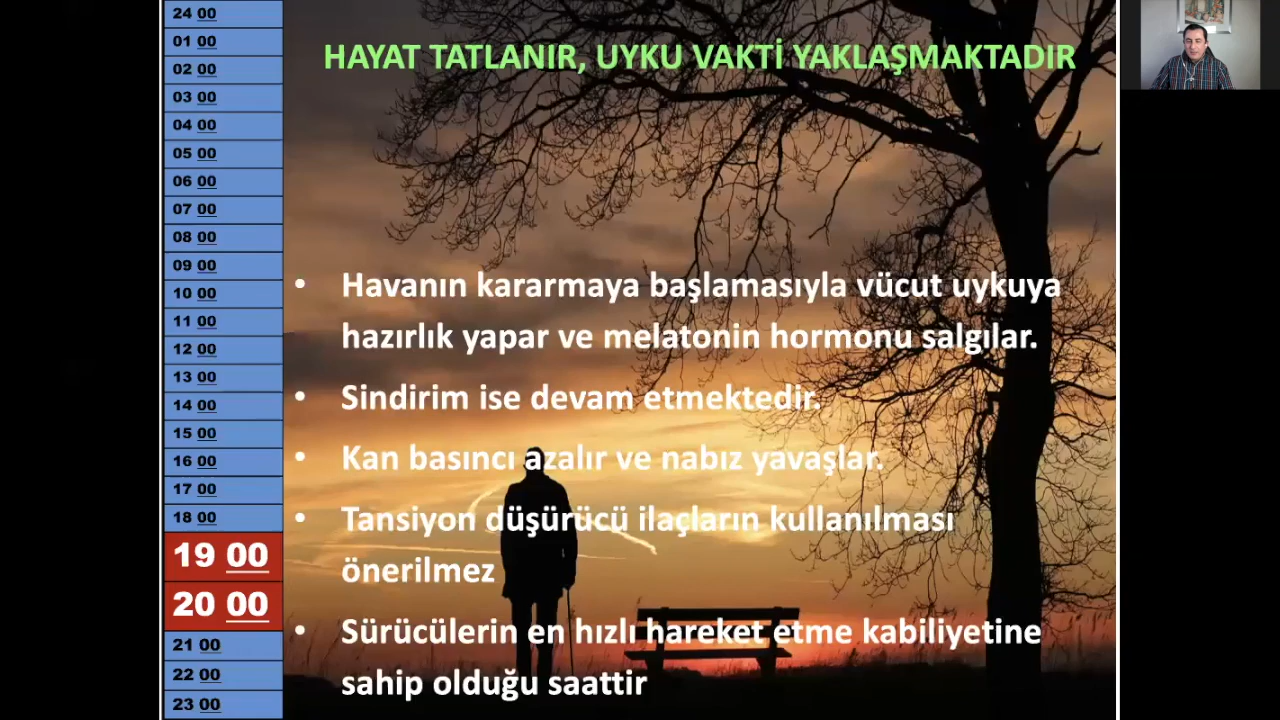 24 00
01 00
02 00
03 00
04 00
05 00
06 00
07 00
08 00
09 00
10 00
11 00
12 00
13 00
14 00
15 00
16 00
17 00
18 00
19 00
20 00
21 00
22 00
23 00
HAYAT TATLANIR, UYKU VAKTİ YAKLAŞMAKTADIR
• Havanın kararmaya başlamasıyla vücut uykuya
hazırlık yapar ve melatonin hormonu salgılar.
• Sindirim ise devam etmektedir.
• Kan basıncı azalır ve nabız yavaşlar.
• Tansiyon düşürücü ilaçların kullanılması
önerilmez
• Sürücülerin en hızlı hareket etme kabiliyetine
sahip olduğu saattir